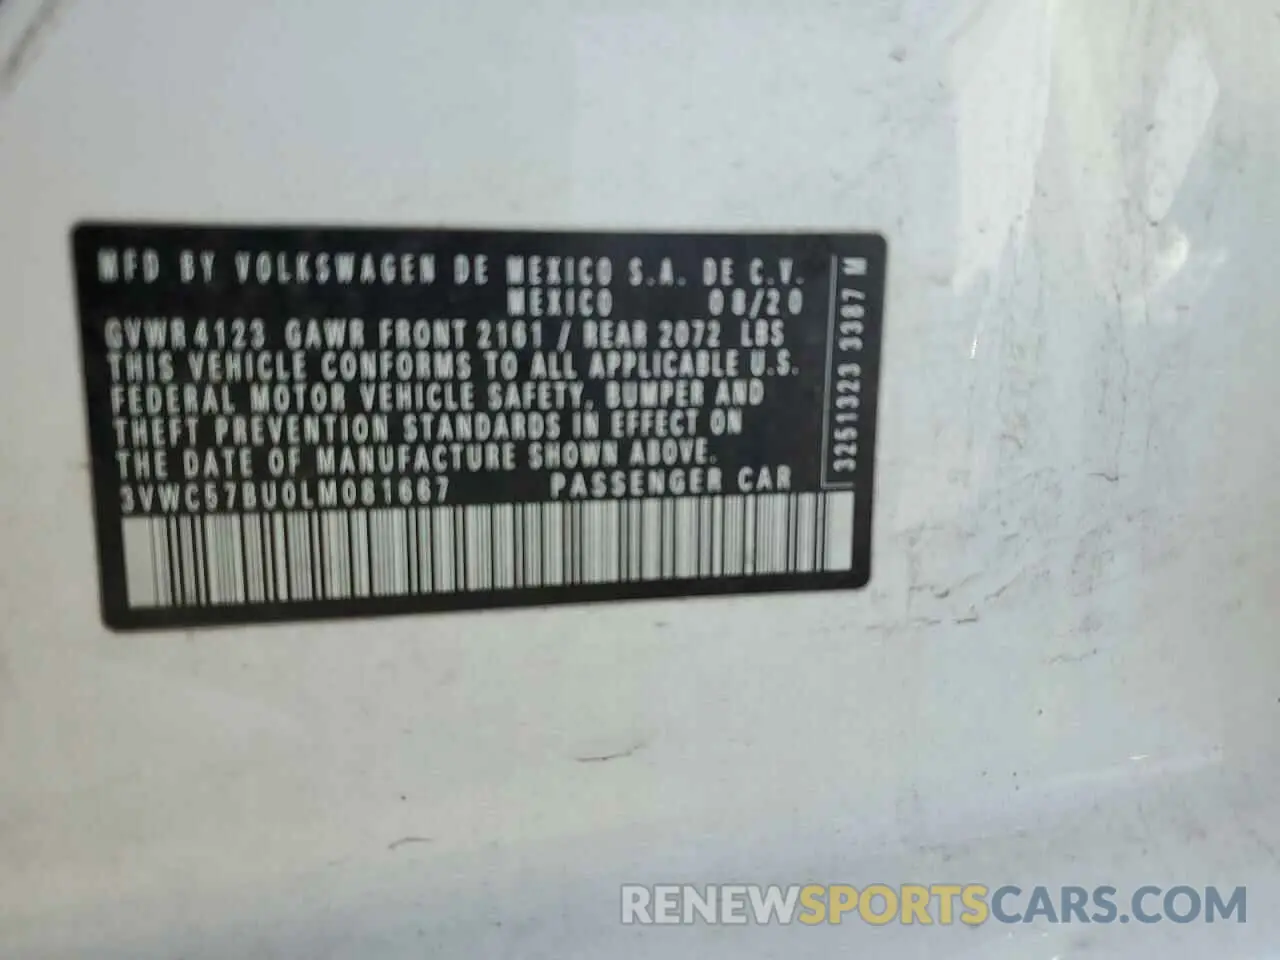 MFD BY VOLKSWAGEN DE MEXICO S.A. DE C.V.
MEXICO 08/20
GVWR 4123 GAWR FRONT 2161 / REAR 2072 LBS
THIS VEHICLE CONFORMS TO ALL APPLICABLE U.S.
FEDERAL MOTOR VEHICLE SAFETY, BUMPER AND
THEFT PREVENTION STANDARDS IN EFFECT ON
THE DATE OF MANUFACTURE SHOWN ABOVE.
3VWC57BU0LM081667 PASSENGER CAR
3251323 3387 M
RENEWSPORTSCARS.COM